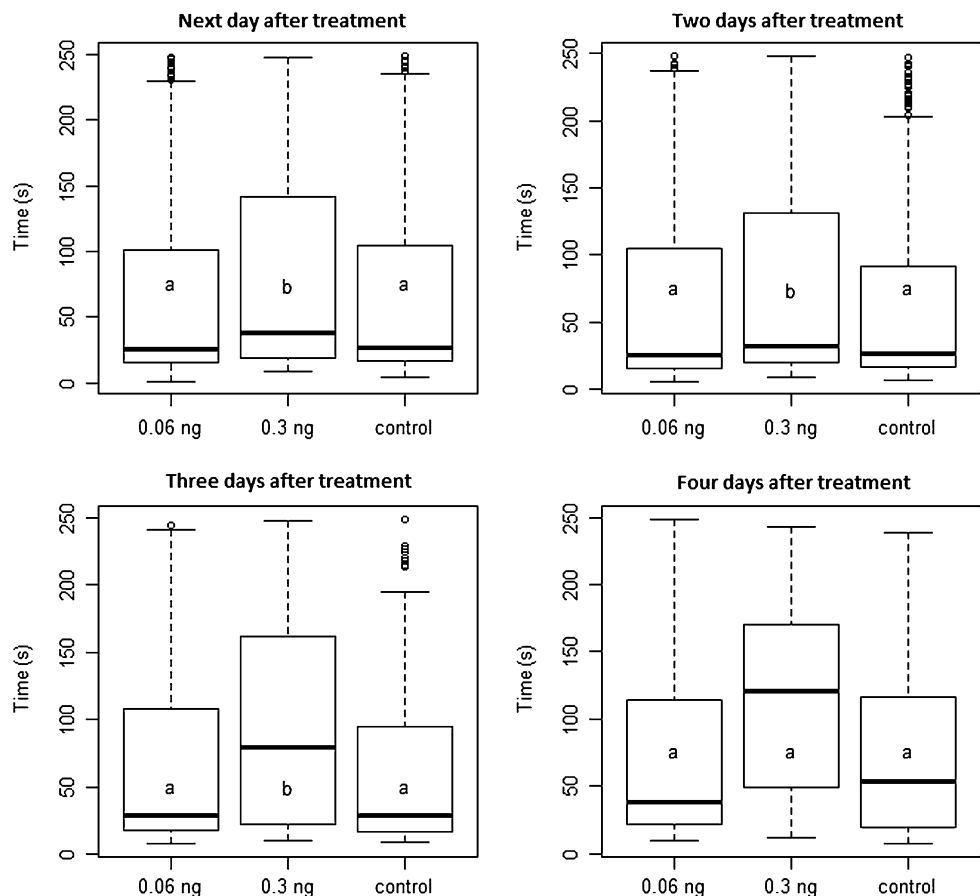 Next day after treatment
Time (s)
250
200
150
100
50
0
a
b
a
0.06 ng
0.3 ng
control
Two days after treatment
Time (s)
250
200
150
100
50
0
a
b
a
0.06 ng
0.3 ng
control
Three days after treatment
Time (s)
250
200
150
100
50
0
a
b
a
0.06 ng
0.3 ng
control
Four days after treatment
Time (s)
250
200
150
100
50
0
a
a
a
0.06 ng
0.3 ng
control